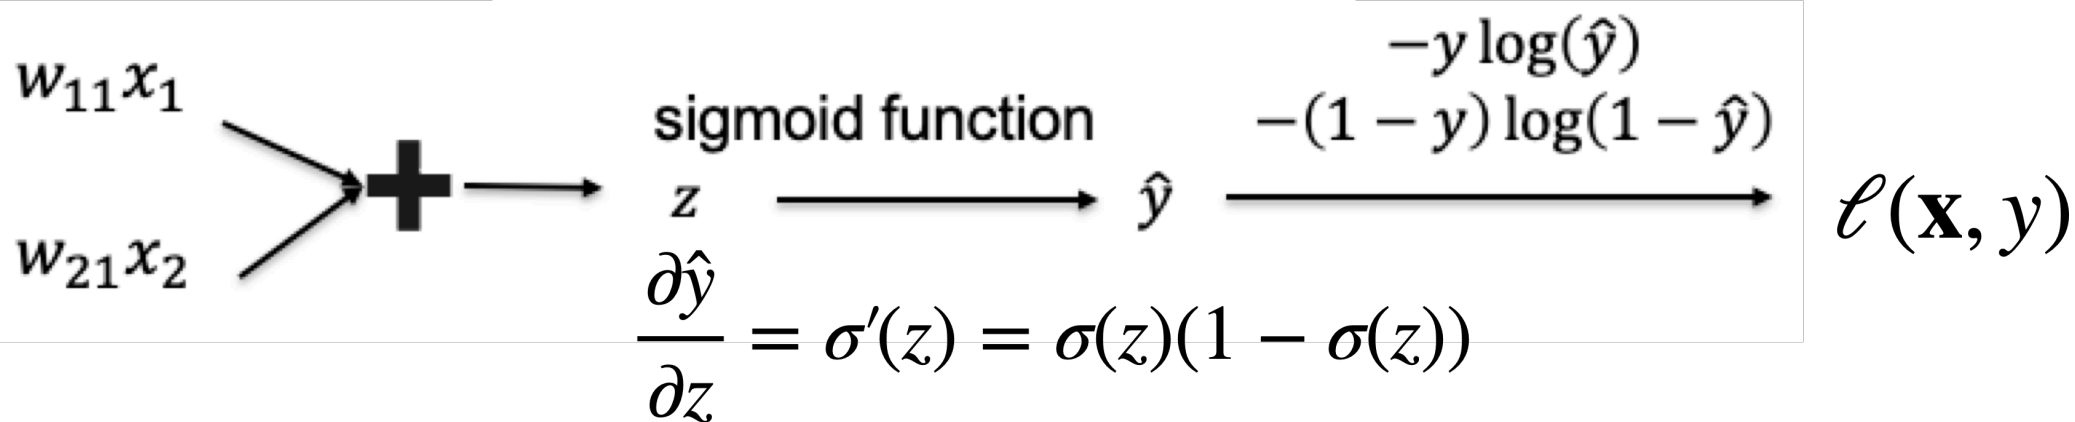 w₁₁x₁
w₂₁x₂
sigmoid function
z
ŷ
−y log(ŷ)
−(1 − y) log(1 − ŷ)
ℓ(𝐱, y)
∂ŷ/∂z = σ′(z) = σ(z)(1 − σ(z))